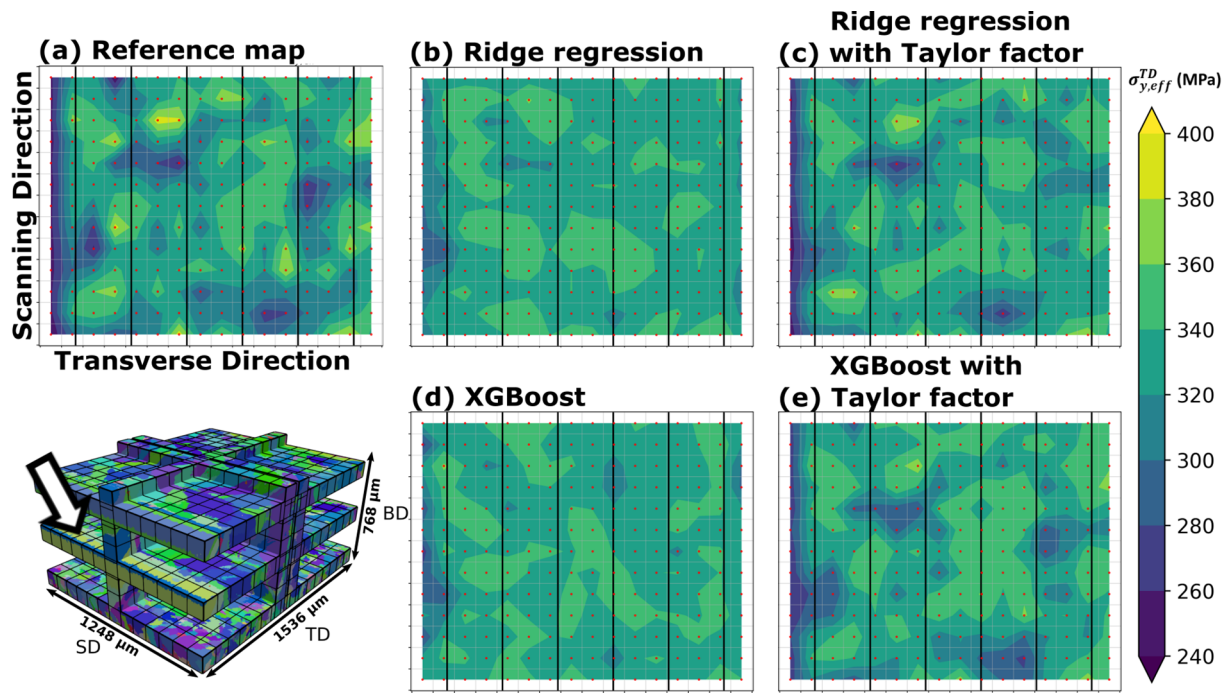 (a) Reference map
(b) Ridge regression
Ridge regression
(c) with Taylor factor
σ^{TD}_{y,eff} (MPa)
400
380
360
340
320
300
280
260
240
Scanning Direction
Transverse Direction
(d) XGBoost
XGBoost with
(e) Taylor factor
768 μm
BD
1248 μm
SD
1536 μm
TD